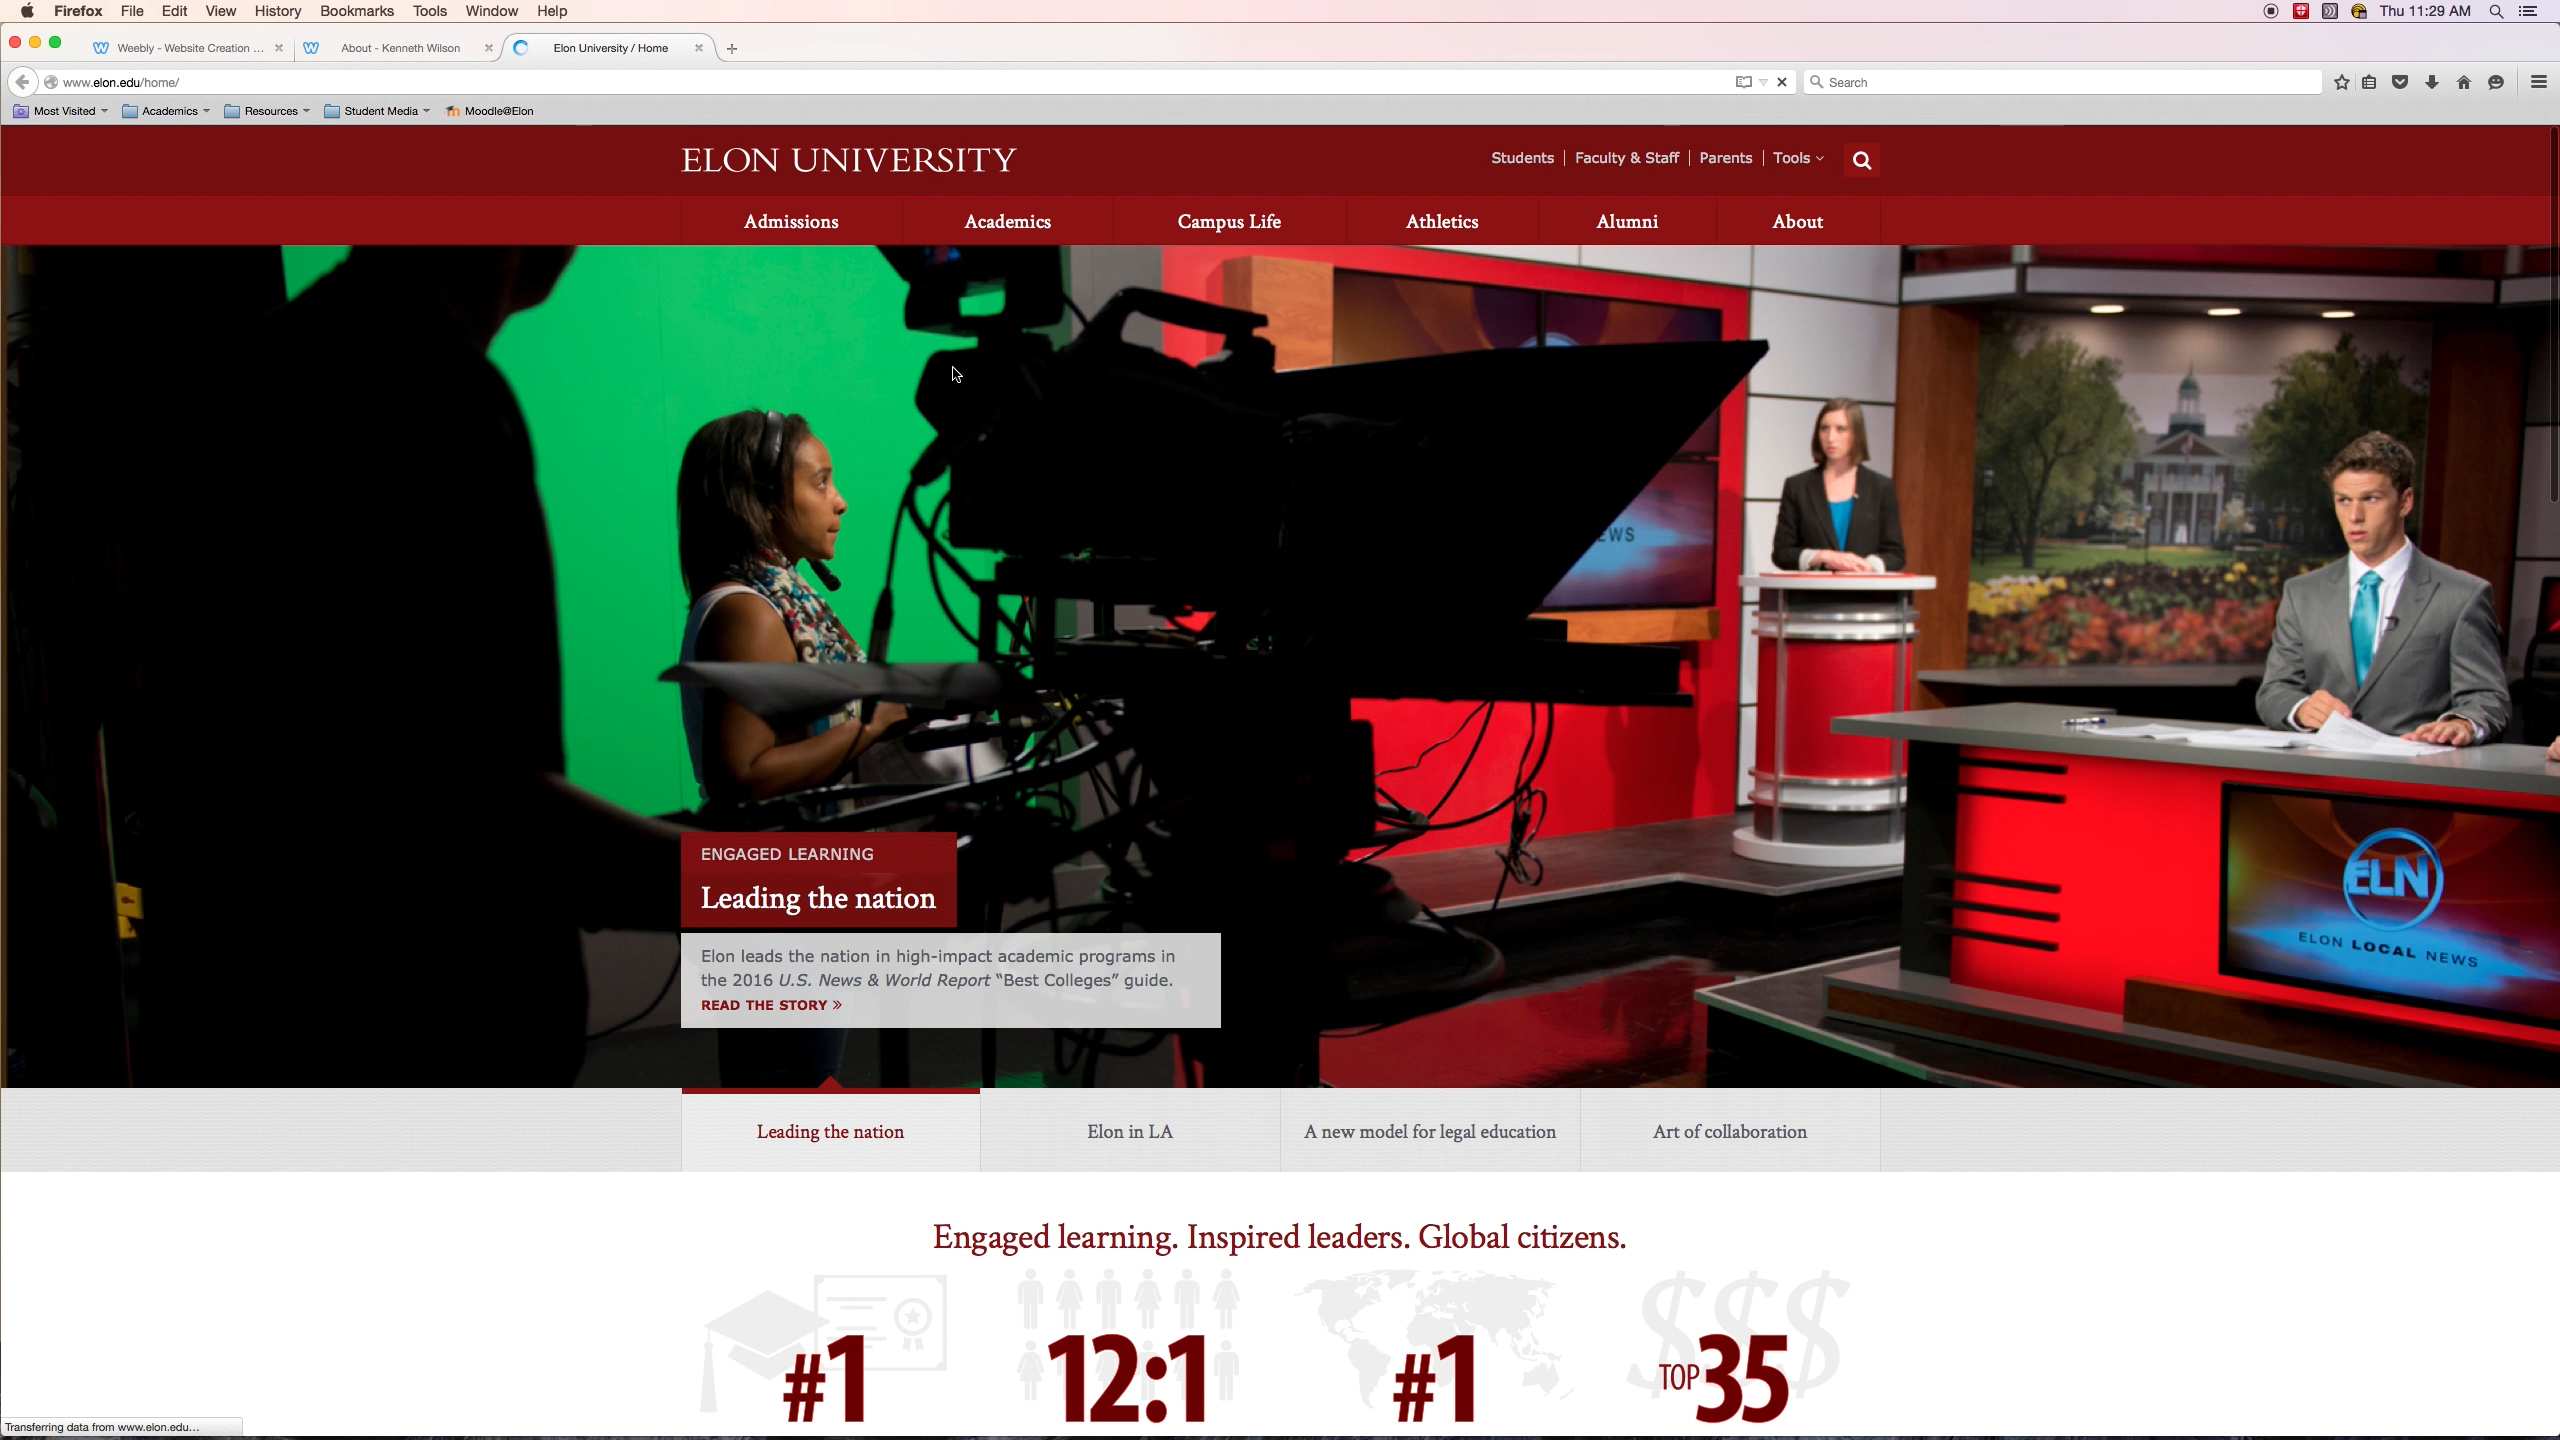 Firefox File Edit View History Bookmarks Tools Window Help Thu 11:29 AM
Weebly - Website Creation ... About - Kenneth Wilson Elon University / Home
www.elon.edu/home/ Search
Most Visited Academics Resources Student Media Moodle@Elon
ELON UNIVERSITY Students Faculty & Staff Parents Tools
Admissions Academics Campus Life Athletics Alumni About
EWS
ENGAGED LEARNING
Leading the nation
ELN
ELON LOCAL NEWS
Elon leads the nation in high-impact academic programs in
the 2016 U.S. News & World Report “Best Colleges” guide.
READ THE STORY »
Leading the nation Elon in LA A new model for legal education Art of collaboration
Engaged learning. Inspired leaders. Global citizens.
$$$
#1 12:1 #1 TOP 35
Transferring data from www.elon.edu...